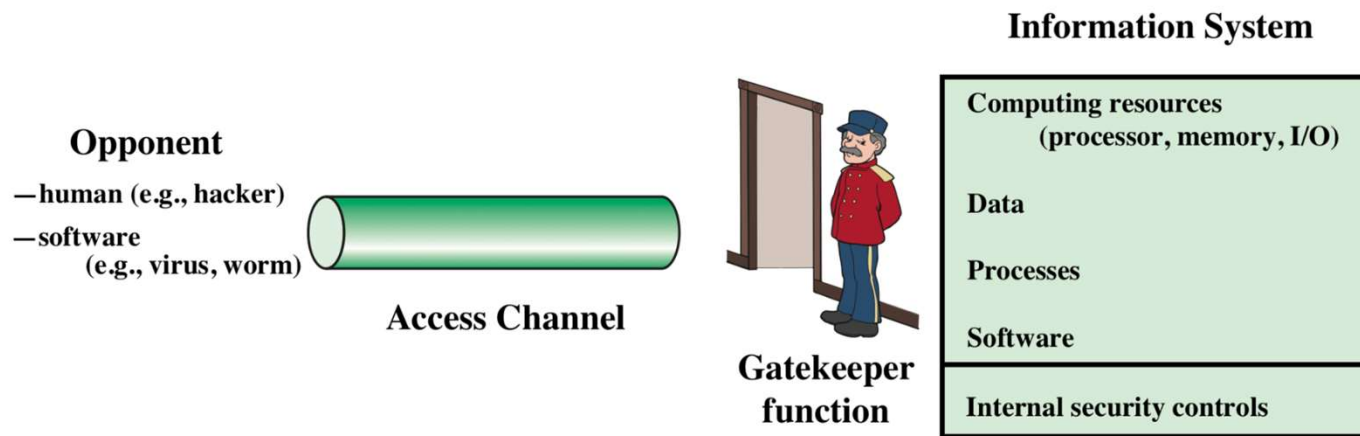 Opponent
—human (e.g., hacker)
—software
(e.g., virus, worm)
Access Channel
Gatekeeper
function
Information System
Computing resources
(processor, memory, I/O)
Data
Processes
Software
Internal security controls